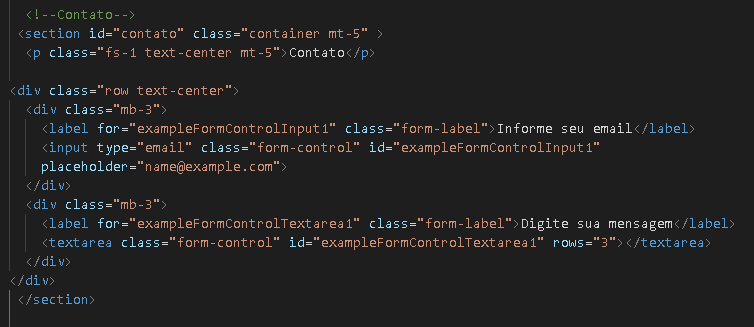 <!--Contato-->
<section id="contato" class="container mt-5" >
<p class="fs-1 text-center mt-5">Contato</p>
<div class="row text-center">
<div class="mb-3">
<label for="exampleFormControlInput1" class="form-label">Informe seu email</label>
<input type="email" class="form-control" id="exampleFormControlInput1"
placeholder="name@example.com">
</div>
<div class="mb-3">
<label for="exampleFormControlTextarea1" class="form-label">Digite sua mensagem</label>
<textarea class="form-control" id="exampleFormControlTextarea1" rows="3"></textarea>
</div>
</div>
</section>